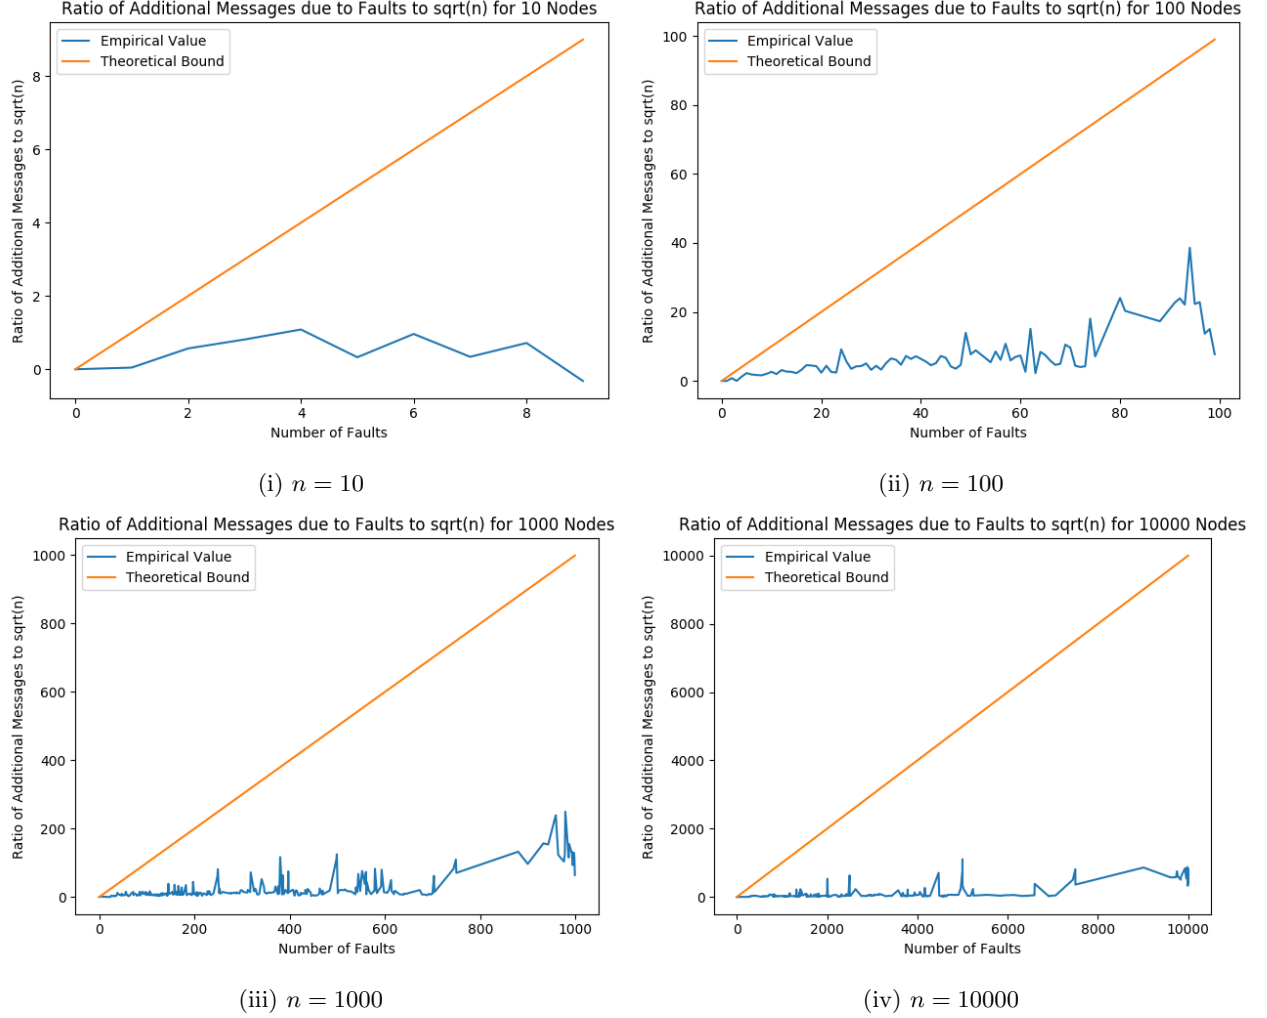 Ratio of Additional Messages due to Faults to sqrt(n) for 10 Nodes
Empirical Value
Theoretical Bound
Ratio of Additional Messages to sqrt(n)
8
6
4
2
0
0 2 4 6 8
Number of Faults
(i) n = 10
Ratio of Additional Messages due to Faults to sqrt(n) for 100 Nodes
Empirical Value
Theoretical Bound
Ratio of Additional Messages to sqrt(n)
100
80
60
40
20
0
0 20 40 60 80 100
Number of Faults
(ii) n = 100
Ratio of Additional Messages due to Faults to sqrt(n) for 1000 Nodes
Empirical Value
Theoretical Bound
Ratio of Additional Messages to sqrt(n)
1000
800
600
400
200
0
0 200 400 600 800 1000
Number of Faults
(iii) n = 1000
Ratio of Additional Messages due to Faults to sqrt(n) for 10000 Nodes
Empirical Value
Theoretical Bound
Ratio of Additional Messages to sqrt(n)
10000
8000
6000
4000
2000
0
0 2000 4000 6000 8000 10000
Number of Faults
(iv) n = 10000